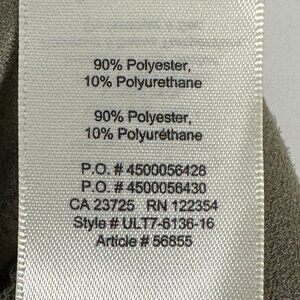 90% Polyester,
10% Polyurethane
90% Polyester,
10% Polyuréthane
P.O. # 4500056428
P.O. # 4500056430
CA 23725 RN 122354
Style # ULT7-6136-16
Article # 56855